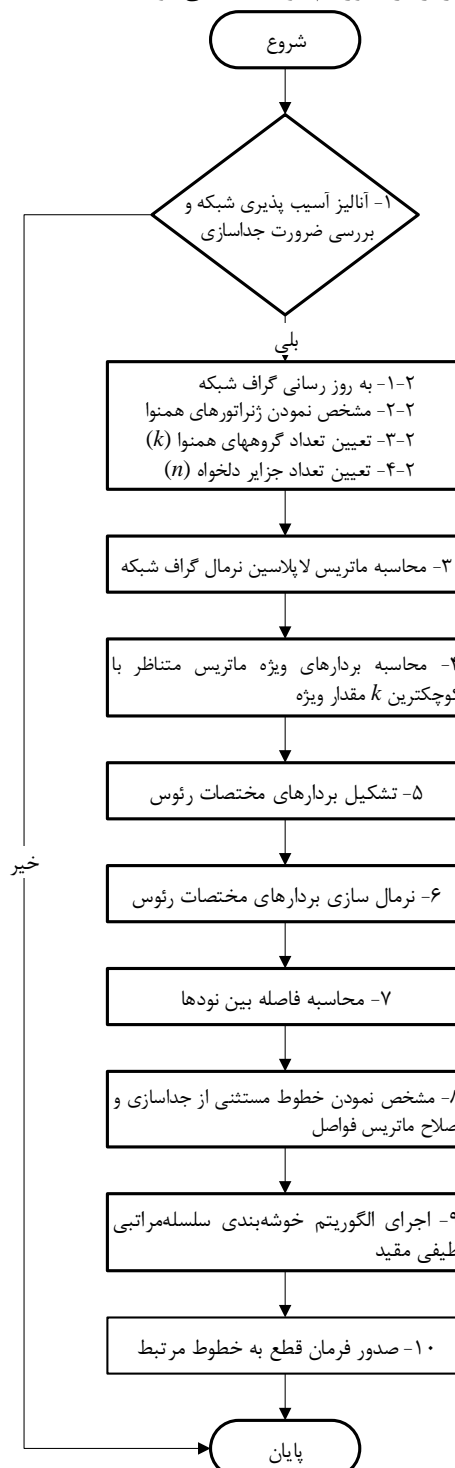 شروع
۱- آنالیز آسیب پذیری شبکه و
بررسی ضرورت جداسازی
بلی
۲-۱- به روز رسانی گراف شبکه
۲-۲- مشخص نمودن ژنراتورهای همنوا
۲-۳- تعیین تعداد گروههای همنوا (k)
۲-۴- تعیین تعداد جزایر دلخواه (n)
۳- محاسبه ماتریس لاپلاسین نرمال گراف شبکه
۴- محاسبه بردارهای ویژه ماتریس متناظر با
کوچکترین k مقدار ویژه
۵- تشکیل بردارهای مختصات رئوس
خیر
۶- نرمال سازی بردارهای مختصات رئوس
۷- محاسبه فاصله بین نودها
۸- مشخص نمودن خطوط مستثنی از جداسازی و
اصلاح ماتریس فواصل
۹- اجرای الگوریتم خوشه‌بندی سلسله‌مراتبی
طیفی مقید
۱۰- صدور فرمان قطع به خطوط مرتبط
پایان